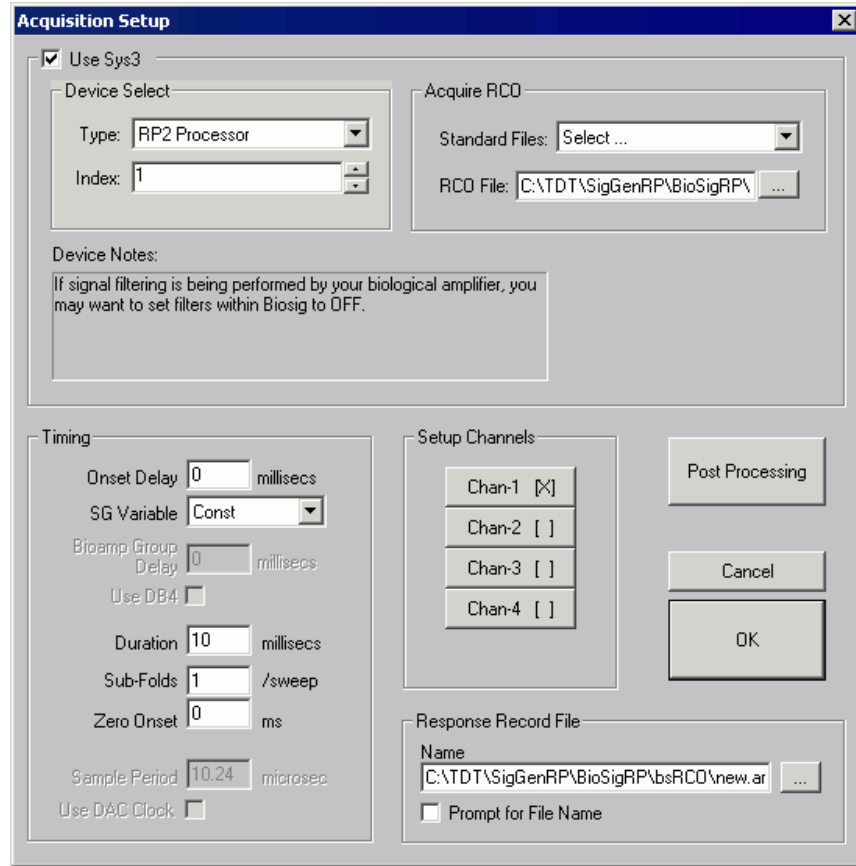 Acquisition Setup
Use Sys3
Device Select
Type: RP2 Processor
Index: 1
Acquire RCO
Standard Files: Select ...
RCO File: C:\TDT\SigGenRP\BioSigRP\ ...
Device Notes:
If signal filtering is being performed by your biological amplifier, you
may want to set filters within Biosig to OFF.
Timing
Onset Delay 0 millisecs
SG Variable Const
Bioamp Group
Delay 0 millisecs
Use DB4
Duration 10 millisecs
Sub-Folds 1 /sweep
Zero Onset 0 ms
Sample Period 10.24 microsec
Use DAC Clock
Setup Channels
Chan-1 [X]
Chan-2 [ ]
Chan-3 [ ]
Chan-4 [ ]
Post Processing
Cancel
OK
Response Record File
Name
C:\TDT\SigGenRP\BioSigRP\bsRCO\new.ar ...
Prompt for File Name